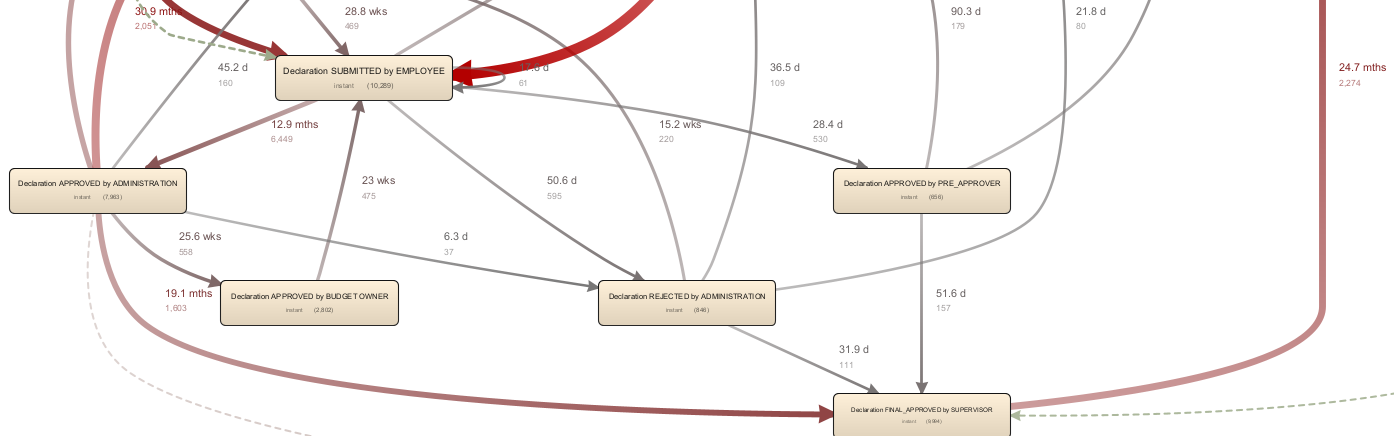 30.9 mths
2,051
28.8 wks
469
90.3 d
179
21.8 d
80
45.2 d
160
Declaration SUBMITTED by EMPLOYEE
instant (10,289)
61
36.5 d
109
24.7 mths
2,274
12.9 mths
6,449
15.2 wks
220
28.4 d
530
Declaration APPROVED by ADMINISTRATION
instant (7,963)
23 wks
475
50.6 d
595
Declaration APPROVED by PRE_APPROVER
instant (656)
25.6 wks
558
6.3 d
37
19.1 mths
1,603
Declaration APPROVED by BUDGET OWNER
instant (2,802)
Declaration REJECTED by ADMINISTRATION
instant (846)
51.6 d
157
31.9 d
111
Declaration FINAL_APPROVED by SUPERVISOR
instant